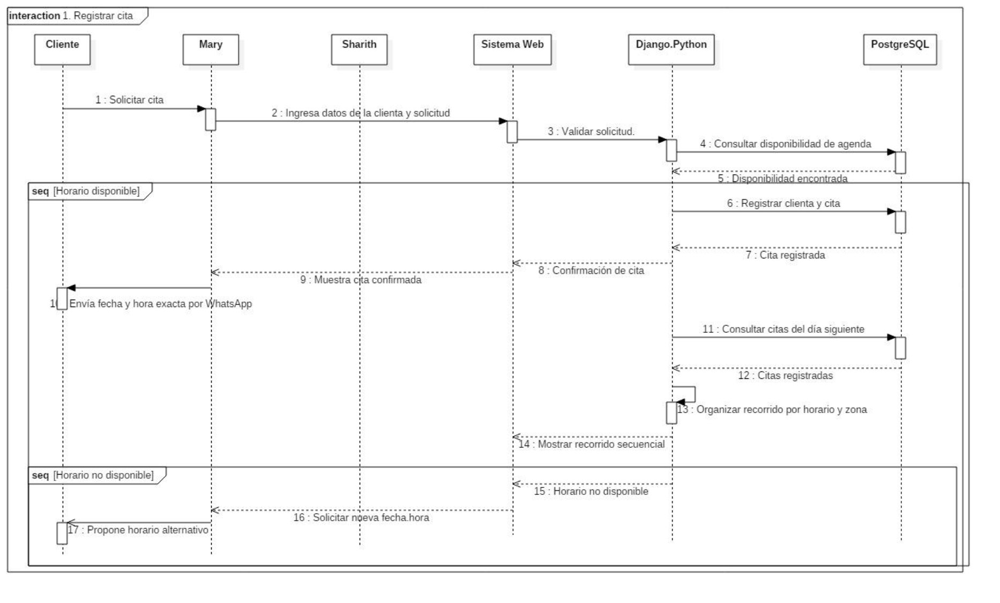 interaction 1. Registrar cita
Cliente
Mary
Sharith
Sistema Web
Django.Python
PostgreSQL
1 : Solicitar cita
2 : Ingresa datos de la clienta y solicitud
3 : Validar solicitud.
4 : Consultar disponibilidad de agenda
5 : Disponibilidad encontrada
seq [Horario disponible]
6 : Registrar clienta y cita
7 : Cita registrada
8 : Confirmación de cita
9 : Muestra cita confirmada
Envía fecha y hora exacta por WhatsApp
11 : Consultar citas del día siguiente
12 : Citas registradas
13 : Organizar recorrido por horario y zona
14 : Mostrar recorrido secuencial
seq [Horario no disponible]
15 : Horario no disponible
16 : Solicitar nueva fecha.hora
17 : Propone horario alternativo